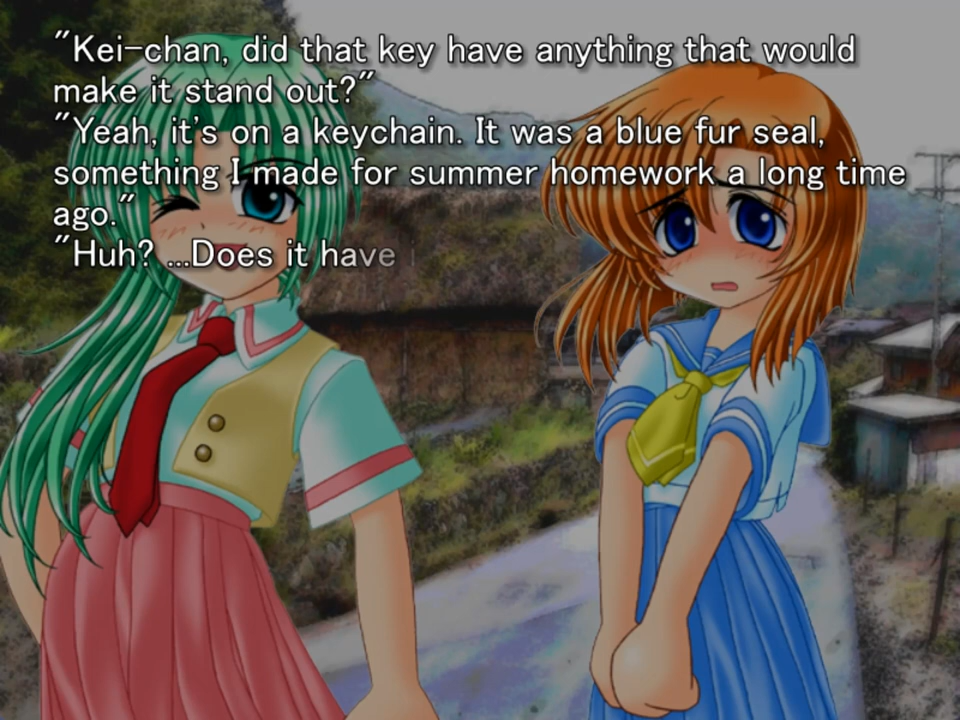 "Kei-chan, did that key have anything that would
make it stand out?"
"Yeah, it's on a keychain. It was a blue fur seal,
something I made for summer homework a long time
ago."
"Huh? ...Does it have